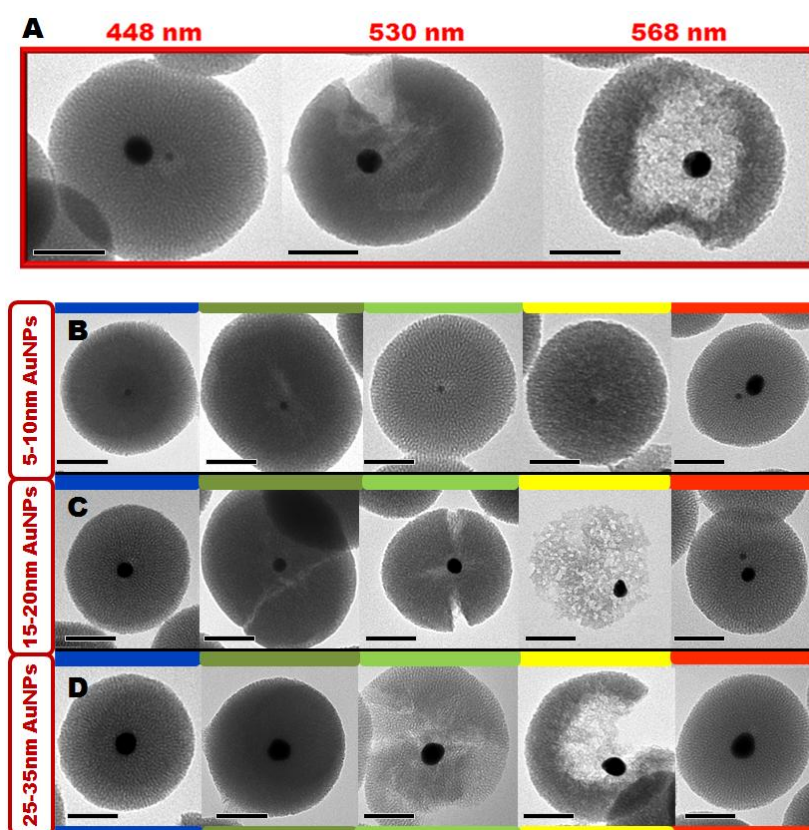 A
448 nm 530 nm 568 nm
B
5-10nm AuNPs
C
15-20nm AuNPs
D
25-35nm AuNPs